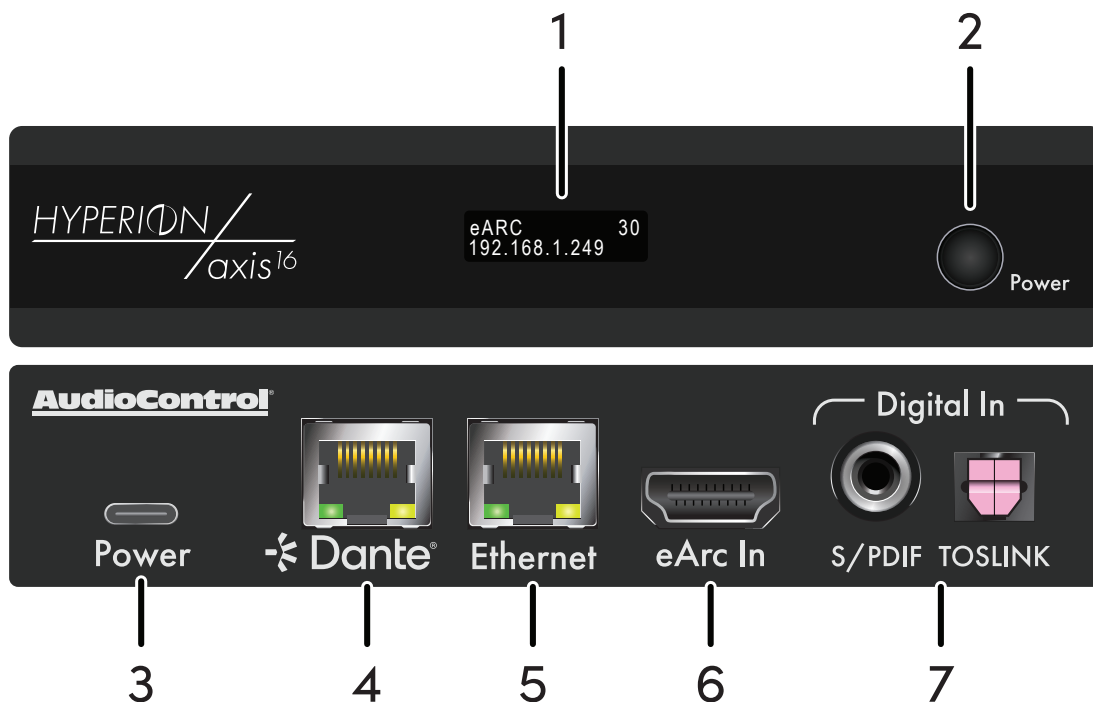 1 2
HYPERION
axis16
eARC 30
192.168.1.249
Power
AudioControl®
Digital In
Power
Dante®
Ethernet
eArc In
S/PDIF TOSLINK
3 4 5 6 7